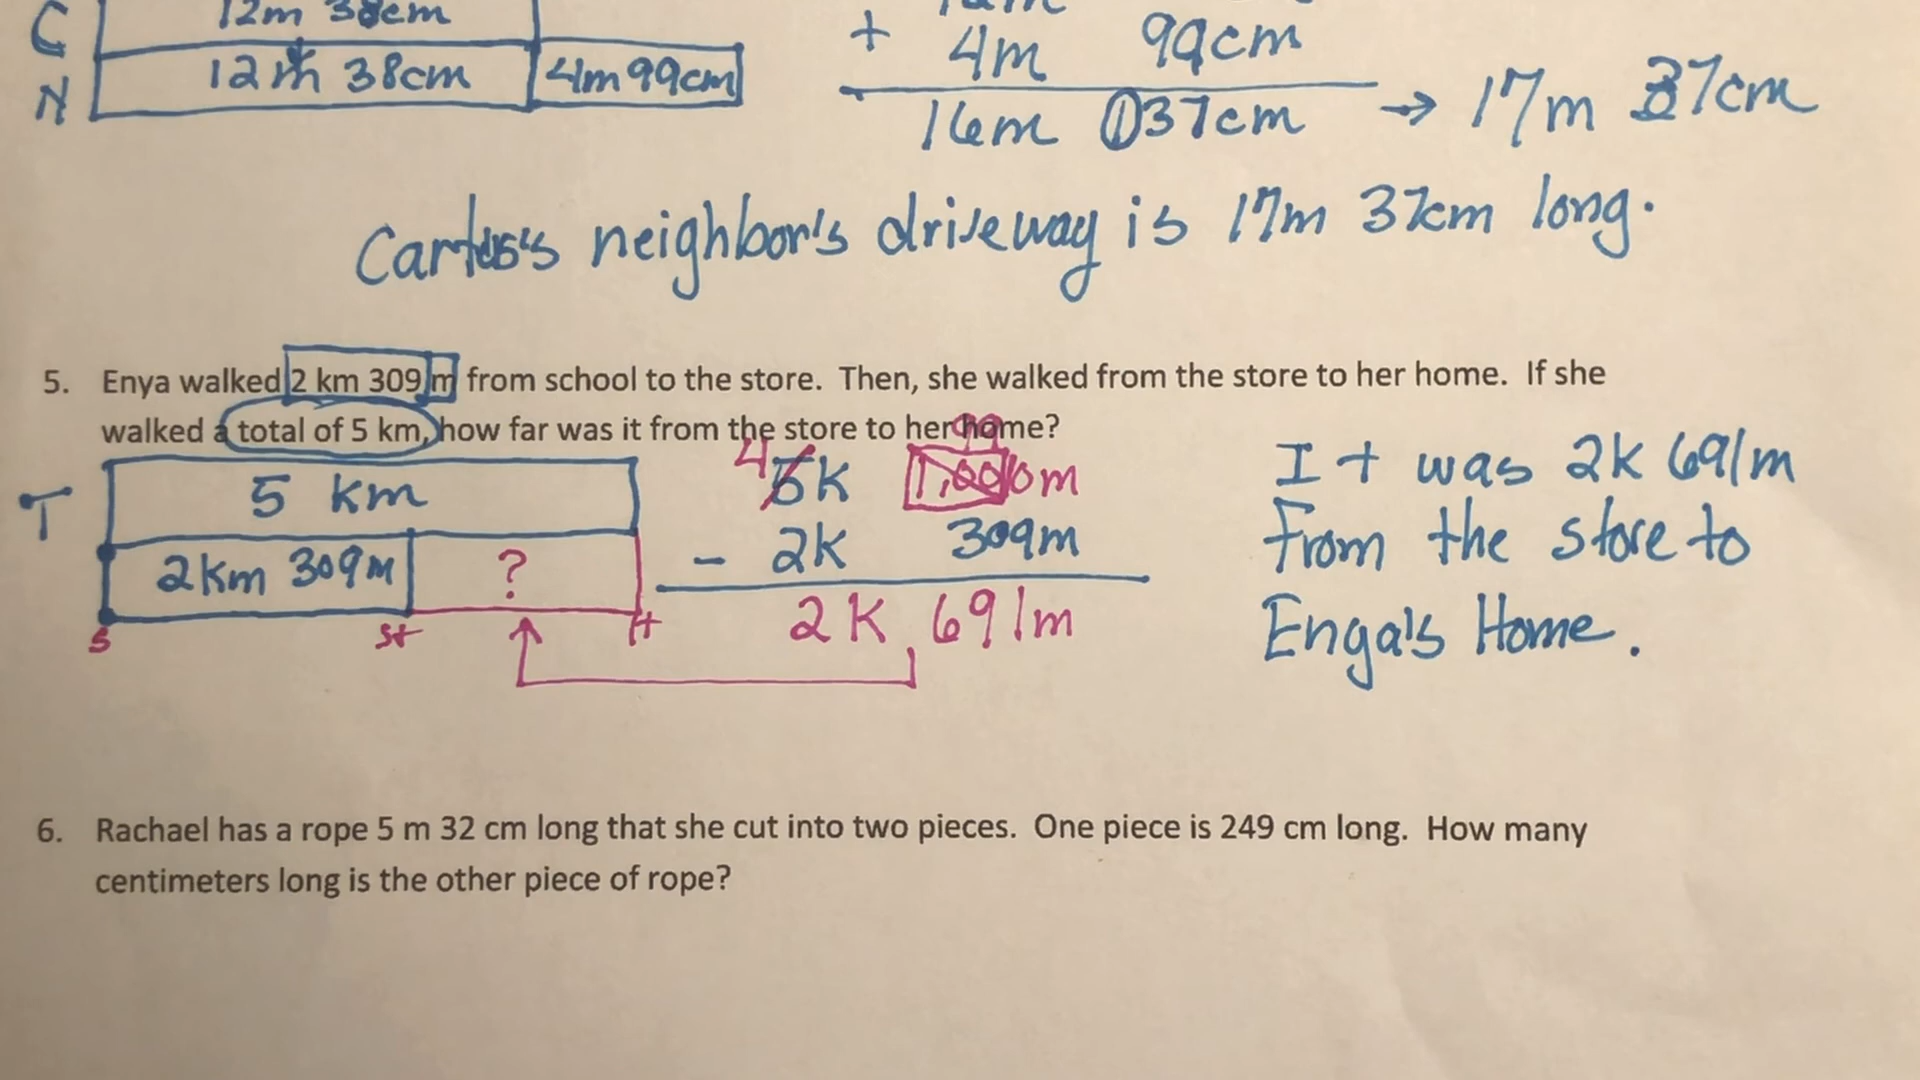 C 12m 38cm
N 12m 38cm 4m 99cm
+ 4m 99cm
16m 137cm → 17m 37cm
Carlos's neighbor's driveway is 17m 37cm long.
5. Enya walked 2 km 309 m from school to the store. Then, she walked from the store to her home. If she
walked a total of 5 km, how far was it from the store to her home?
T 5 km
2km 309m ?
S St H
4 5k 1,000m
- 2k 309m
2k 691m
It was 2k 691m
From the store to
Enya's Home.
6. Rachael has a rope 5 m 32 cm long that she cut into two pieces. One piece is 249 cm long. How many
centimeters long is the other piece of rope?